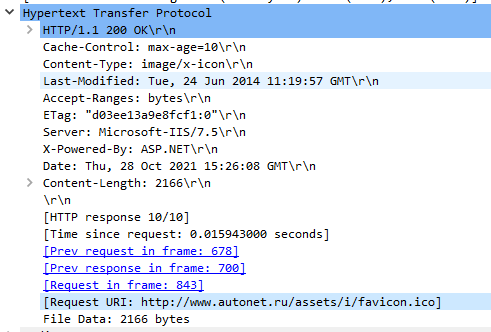 Hypertext Transfer Protocol
HTTP/1.1 200 OK\r\n
Cache-Control: max-age=10\r\n
Content-Type: image/x-icon\r\n
Last-Modified: Tue, 24 Jun 2014 11:19:57 GMT\r\n
Accept-Ranges: bytes\r\n
ETag: "d03ee13a9e8fcf1:0"\r\n
Server: Microsoft-IIS/7.5\r\n
X-Powered-By: ASP.NET\r\n
Date: Thu, 28 Oct 2021 15:26:08 GMT\r\n
Content-Length: 2166\r\n
\r\n
[HTTP response 10/10]
[Time since request: 0.015943000 seconds]
[Prev request in frame: 678]
[Prev response in frame: 700]
[Request in frame: 843]
[Request URI: http://www.autonet.ru/assets/i/favicon.ico]
File Data: 2166 bytes